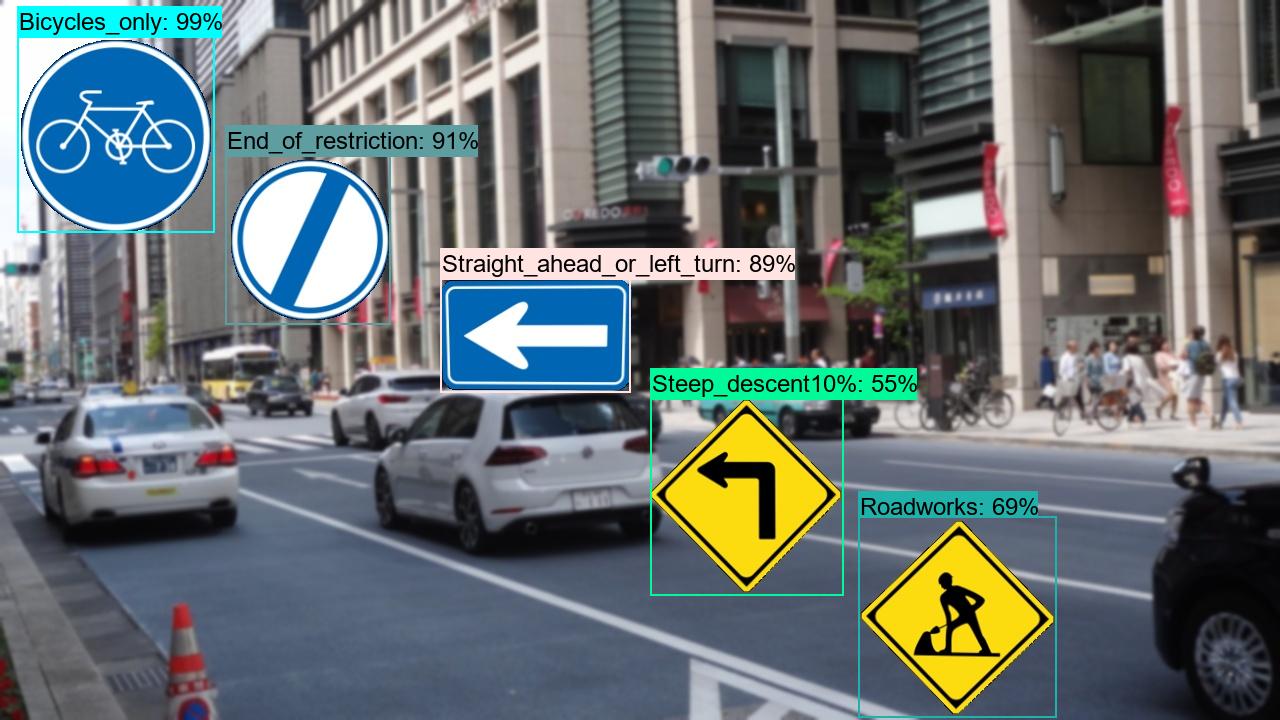 Bicycles_only: 99%
End_of_restriction: 91%
Straight_ahead_or_left_turn: 89%
Steep_descent10%: 55%
Roadworks: 69%